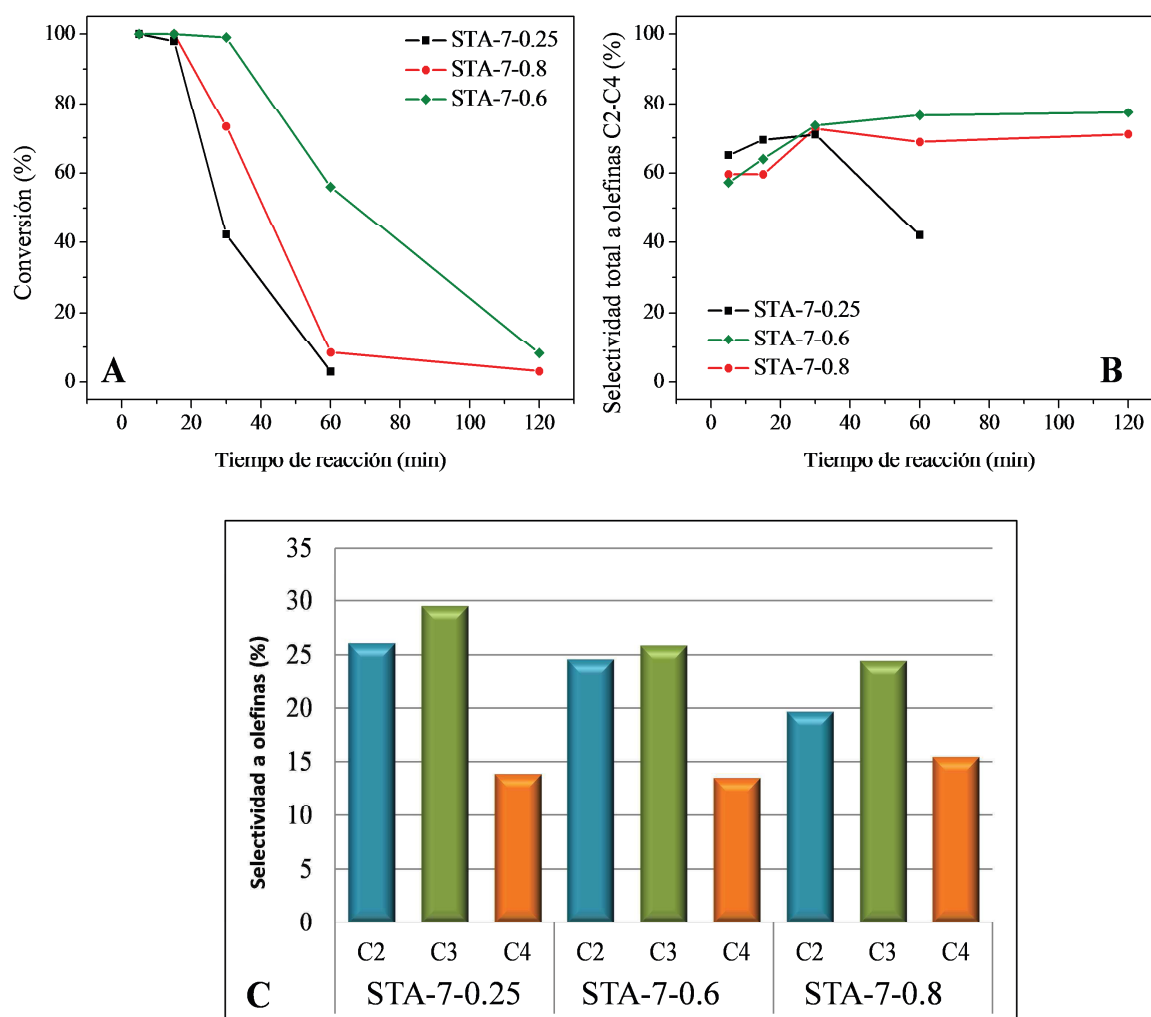 100
80
60
40
20
0
Conversión (%)
STA-7-0.25
STA-7-0.8
STA-7-0.6
A
0 20 40 60 80 100 120
Tiempo de reacción (min)
100
80
60
40
20
0
Selectividad total a olefinas C2-C4 (%)
STA-7-0.25
STA-7-0.6
STA-7-0.8
B
0 20 40 60 80 100 120
Tiempo de reacción (min)
35
30
25
20
15
10
5
0
Selectividad a olefinas (%)
C2 C3 C4 C2 C3 C4 C2 C3 C4
C STA-7-0.25 STA-7-0.6 STA-7-0.8